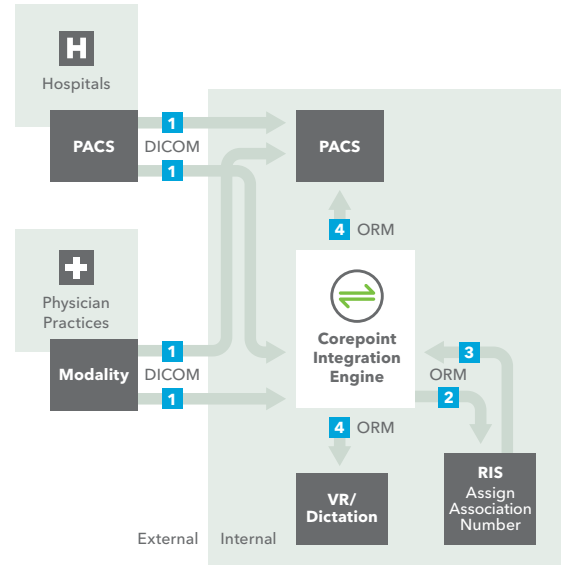 H
Hospitals
PACS
1
DICOM
1
PACS
4 ORM
Physician
Practices
Modality
1
DICOM
1
Corepoint
Integration
Engine
3
ORM
2
4 ORM
VR/
Dictation
RIS
Assign
Association
Number
External
Internal